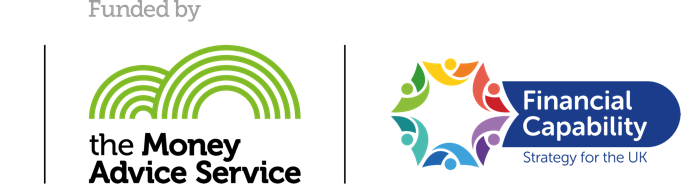 Funded by
the Money
Advice Service
Financial
Capability
Strategy for the UK